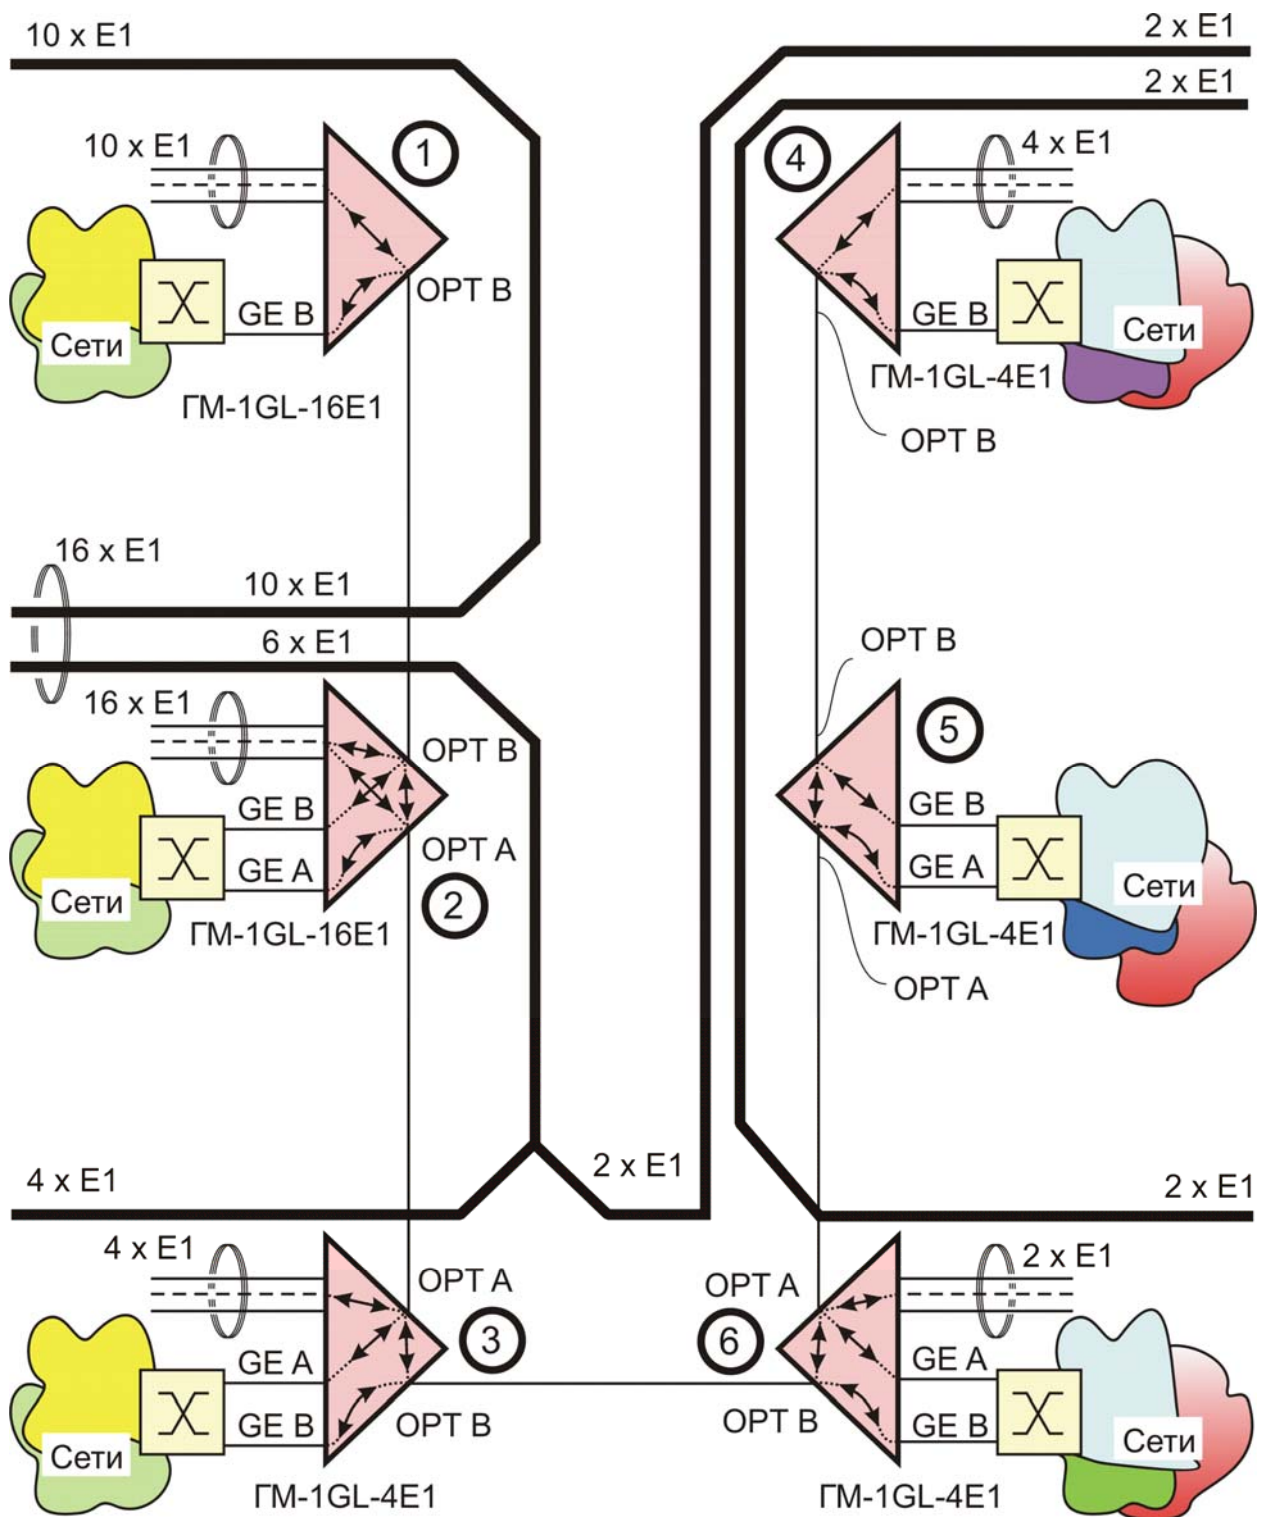 10 x E1
2 x E1
2 x E1
10 x E1
1
4
4 x E1
OPT B
GE B
GE B
Сети
Сети
ГМ-1GL-16E1
ГМ-1GL-4E1
OPT B
16 x E1
10 x E1
6 x E1
OPT B
16 x E1
5
OPT B
GE B
GE B
OPT A
GE A
GE A
2
Сети
Сети
ГМ-1GL-16E1
ГМ-1GL-4E1
OPT A
4 x E1
2 x E1
2 x E1
4 x E1
2 x E1
OPT A
OPT A
3
6
GE A
GE A
GE B
OPT B
OPT B
GE B
Сети
Сети
ГМ-1GL-4E1
ГМ-1GL-4E1